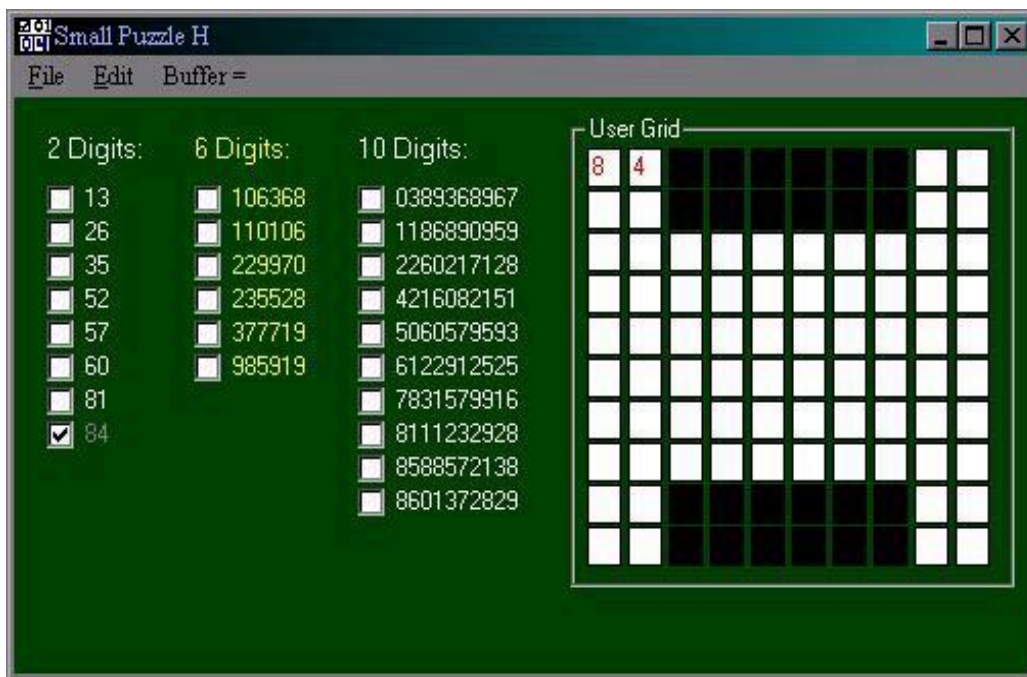 Small Puzzle H
File Edit Buffer =
2 Digits: 6 Digits: 10 Digits: User Grid
8 4
13 106368 0389368967
26 110106 1186890959
35 229970 2260217128
52 235528 4216082151
57 377719 5060579593
60 985919 6122912525
81 7831579916
84 8111232928
8588572138
8601372829